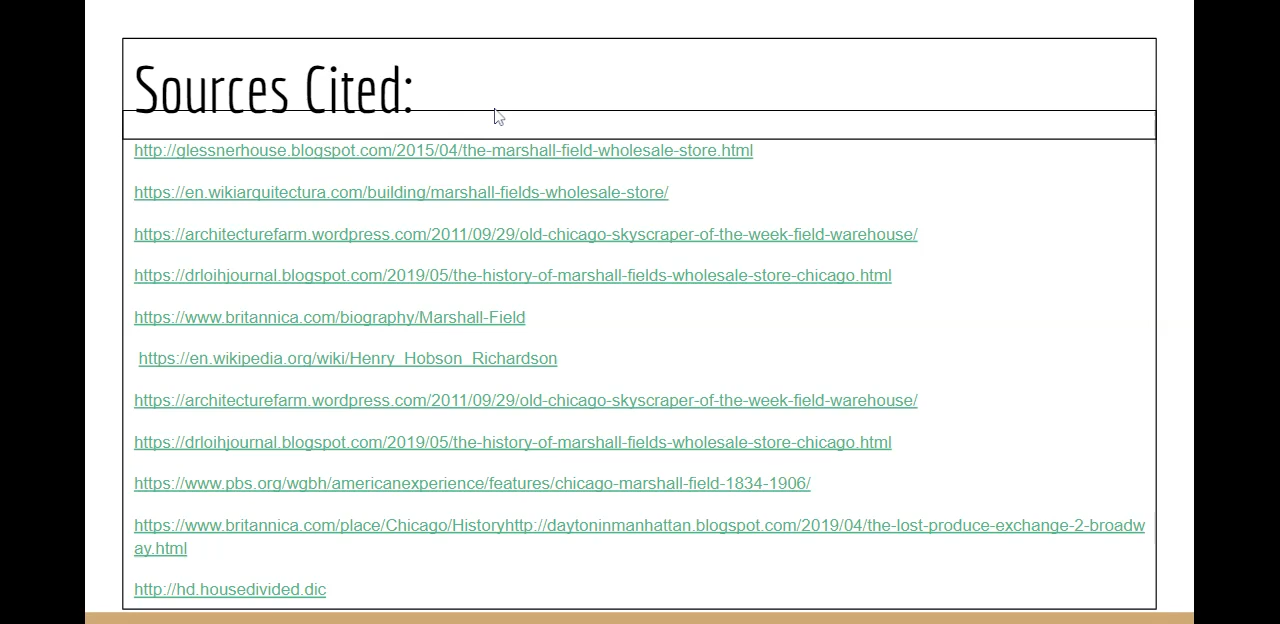 Sources Cited:
http://glessnerhouse.blogspot.com/2015/04/the-marshall-field-wholesale-store.html
https://en.wikiarquitectura.com/building/marshall-fields-wholesale-store/
https://architecturefarm.wordpress.com/2011/09/29/old-chicago-skyscraper-of-the-week-field-warehouse/
https://drloihjournal.blogspot.com/2019/05/the-history-of-marshall-fields-wholesale-store-chicago.html
https://www.britannica.com/biography/Marshall-Field
https://en.wikipedia.org/wiki/Henry_Hobson_Richardson
https://architecturefarm.wordpress.com/2011/09/29/old-chicago-skyscraper-of-the-week-field-warehouse/
https://drloihjournal.blogspot.com/2019/05/the-history-of-marshall-fields-wholesale-store-chicago.html
https://www.pbs.org/wgbh/americanexperience/features/chicago-marshall-field-1834-1906/
https://www.britannica.com/place/Chicago/Historyhttp://daytoninmanhattan.blogspot.com/2019/04/the-lost-produce-exchange-2-broadw
ay.html
http://hd.housedivided.dic